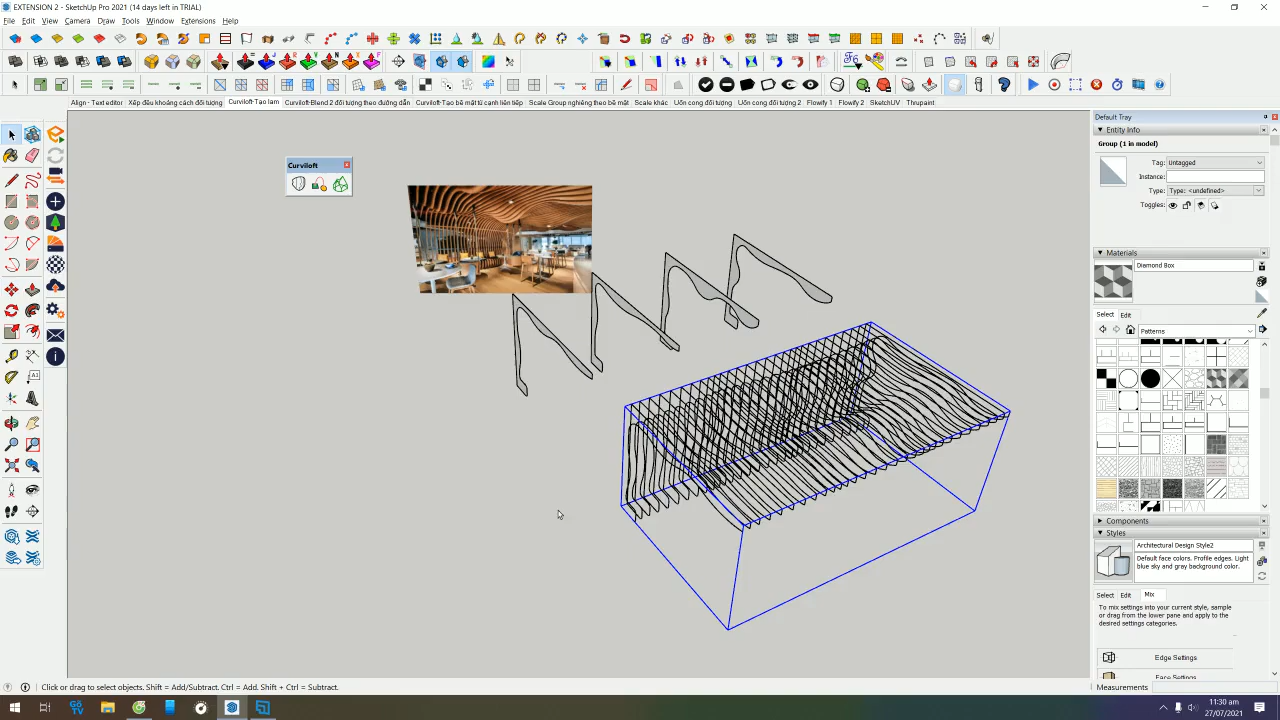 EXTENSION 2 - SketchUp Pro 2021 (14 days left in TRIAL)
File Edit View Camera Draw Tools Window Extensions Help
Align - Text editor Xếp đều khoảng cách đối tượng Curviloft-Tạo lam Curviloft-Blend 2 đối tượng theo đường dẫn Curviloft-Tạo bề mặt từ cạnh liên tiếp Scale Group nghiêng theo bề mặt Scale khác Uốn cong đối tượng Uốn cong đối tượng 2 Flowify 1 Flowify 2 SketchUV Thrupaint
Default Tray
Entity Info
Group (1 in model)
Tag: Untagged
Instance:
Type: Type: <undefined>
Toggles:
Curviloft
Materials
Diamond Box
Select Edit
Patterns
Components
Styles
Architectural Design Style2
Default face colors. Profile edges. Light
blue sky and gray background color.
Select Edit Mix
To mix settings into your current style, sample
or drag from the lower pane and apply to the
desired settings categories.
Edge Settings
Face Settings
Click or drag to select objects. Shift = Add/Subtract. Ctrl = Add. Shift + Ctrl = Subtract.
Measurements
11:30 am
27/07/2021